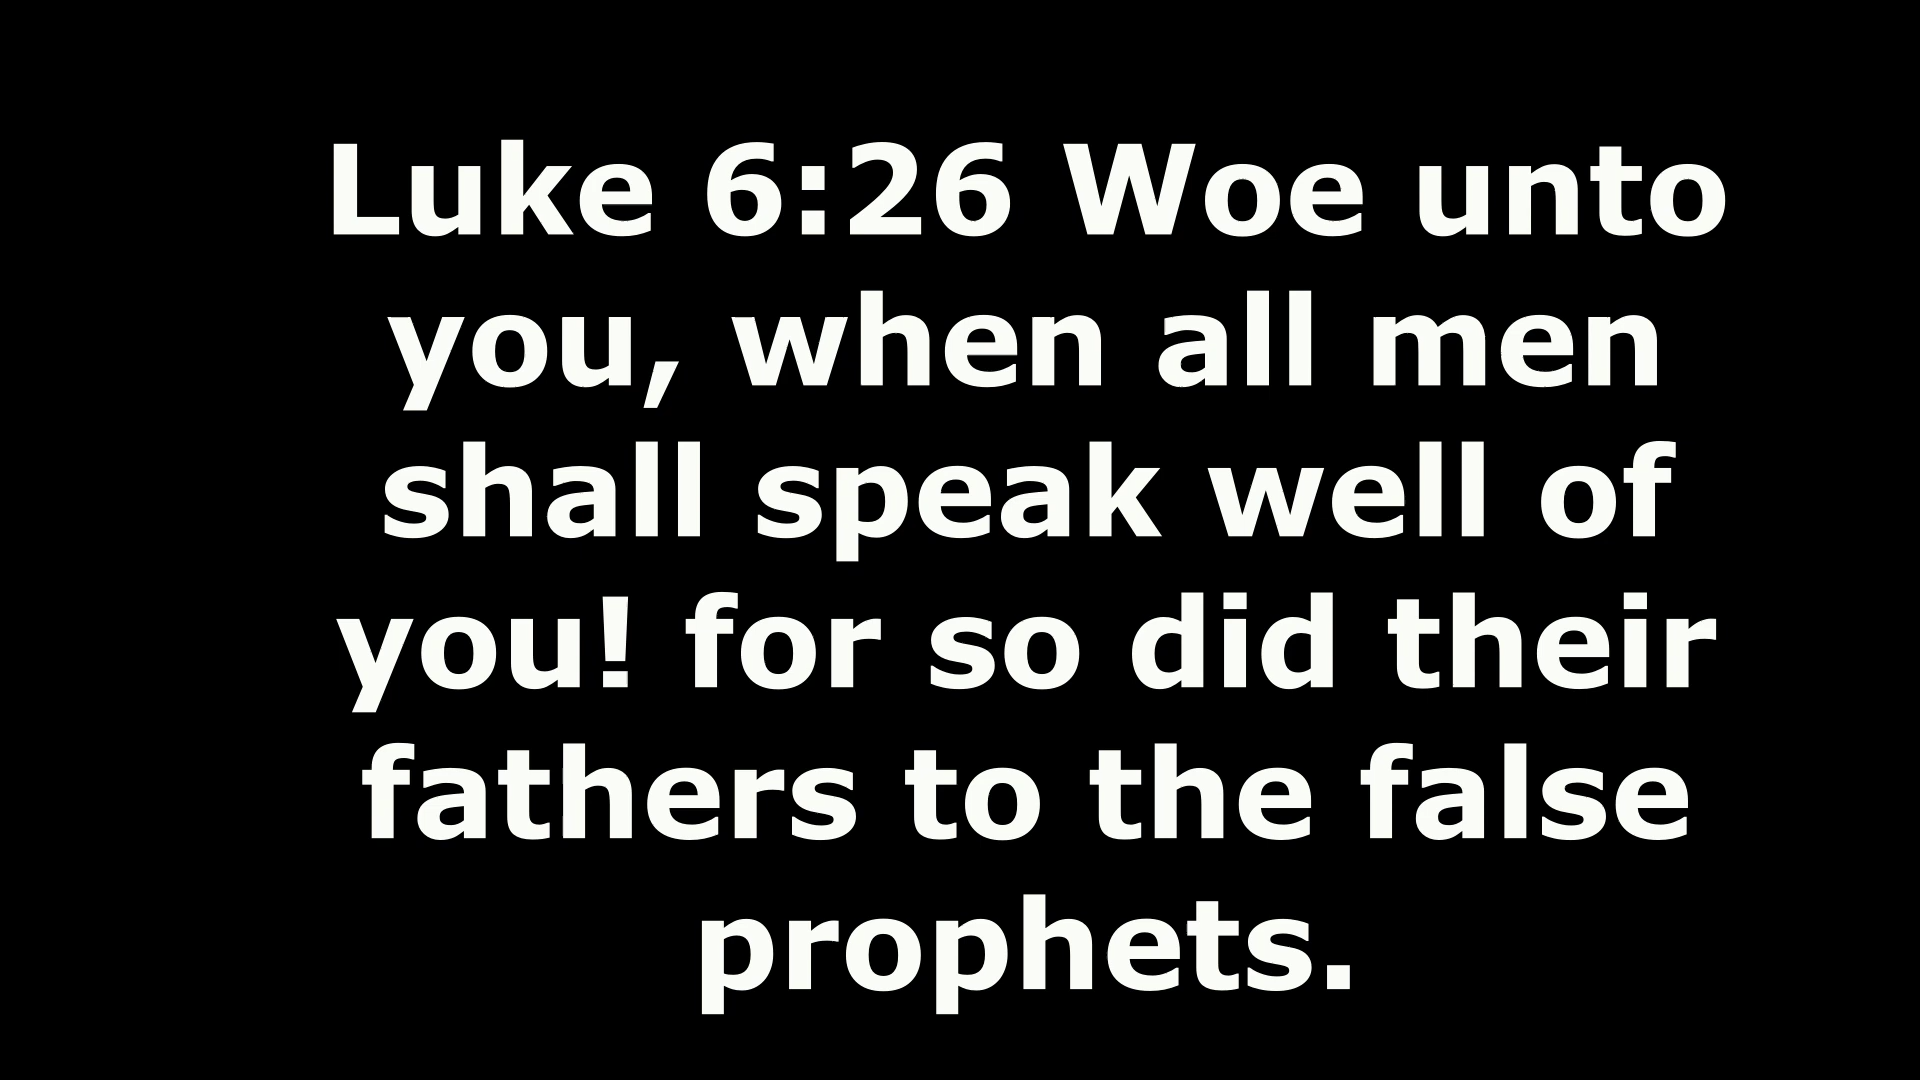 Luke 6:26 Woe unto
you, when all men
shall speak well of
you! for so did their
fathers to the false
prophets.